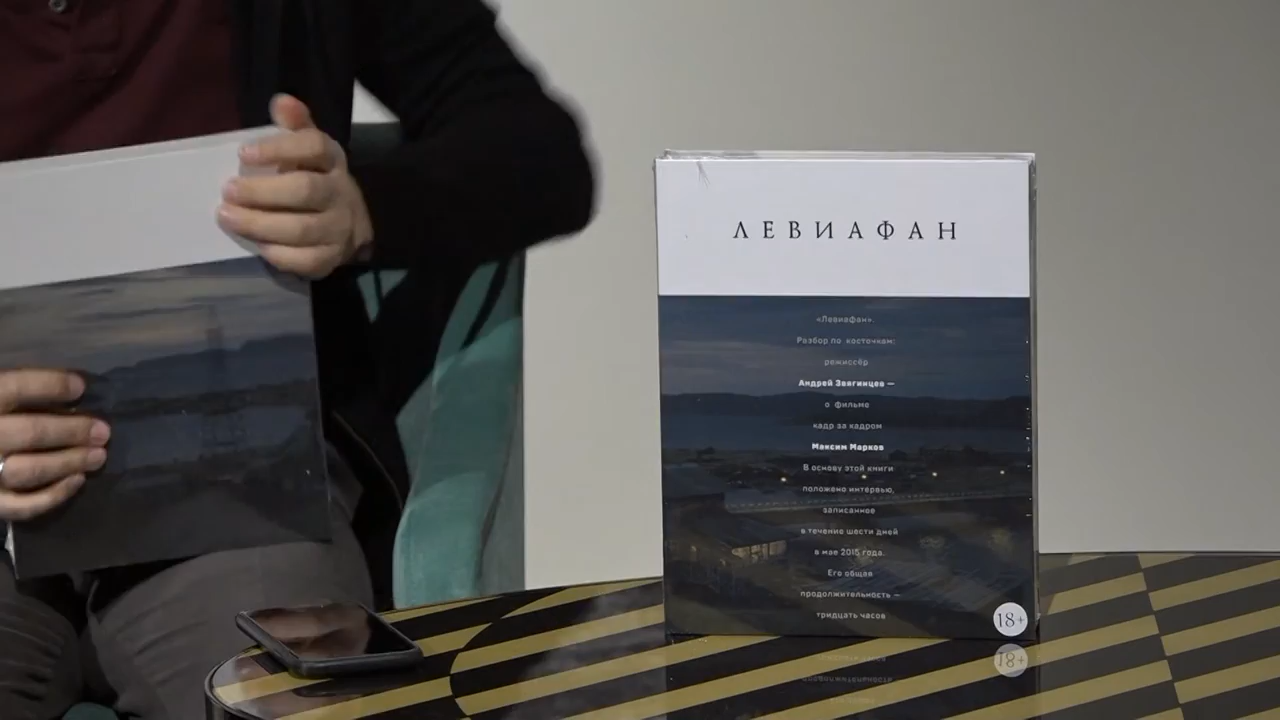 ЛЕВИАФАН
«Левиафан».
Разбор по косточкам:
режиссёр
Андрей Звягинцев —
о фильме
кадр за кадром
Максим Марков
В основу этой книги
положено интервью,
записанное
в течение шести дней
в мае 2015 года.
Его общая
продолжительность —
тридцать часов
18+